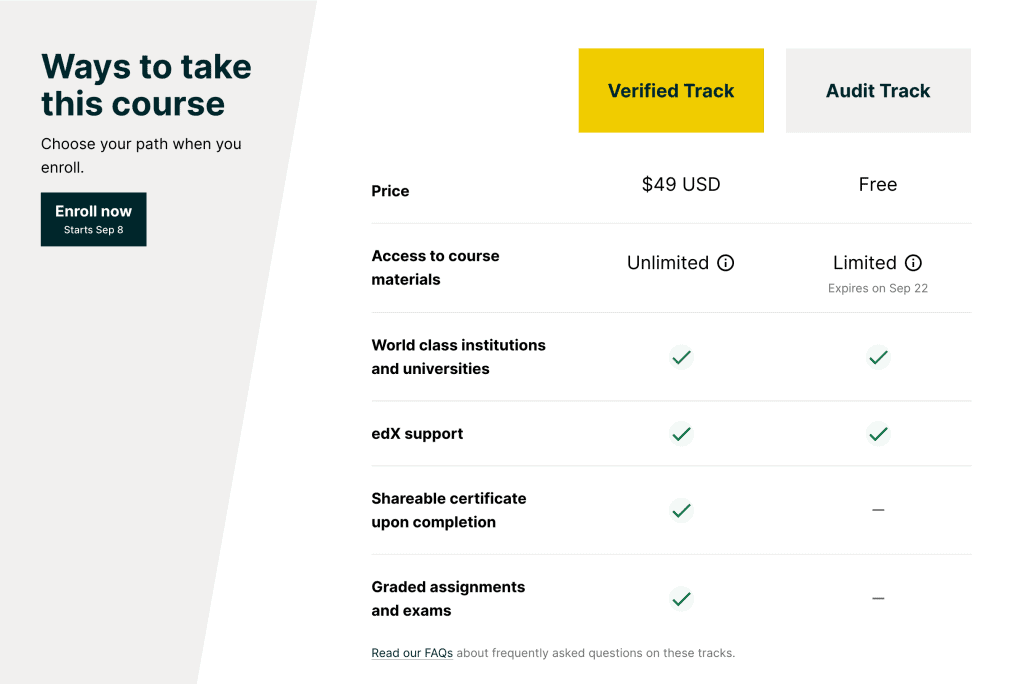 Ways to take
this course
Choose your path when you
enroll.
Enroll now
Starts Sep 8
Verified Track
Audit Track
Price
$49 USD
Free
Access to course
materials
Unlimited
Limited
Expires on Sep 22
World class institutions
and universities
edX support
Shareable certificate
upon completion
Graded assignments
and exams
Read our FAQs about frequently asked questions on these tracks.